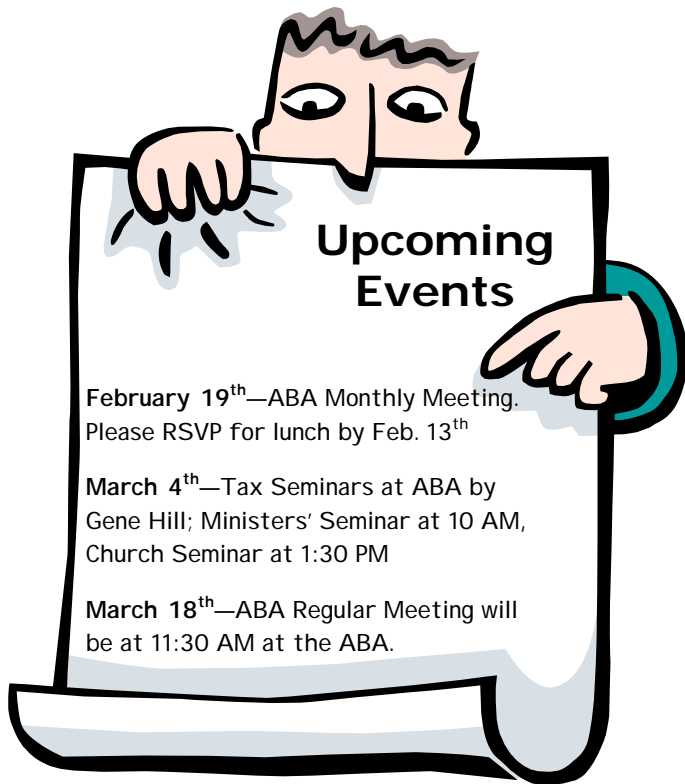 Upcoming
Events
February 19th—ABA Monthly Meeting.
Please RSVP for lunch by Feb. 13th
March 4th—Tax Seminars at ABA by
Gene Hill; Ministers’ Seminar at 10 AM,
Church Seminar at 1:30 PM
March 18th—ABA Regular Meeting will
be at 11:30 AM at the ABA.